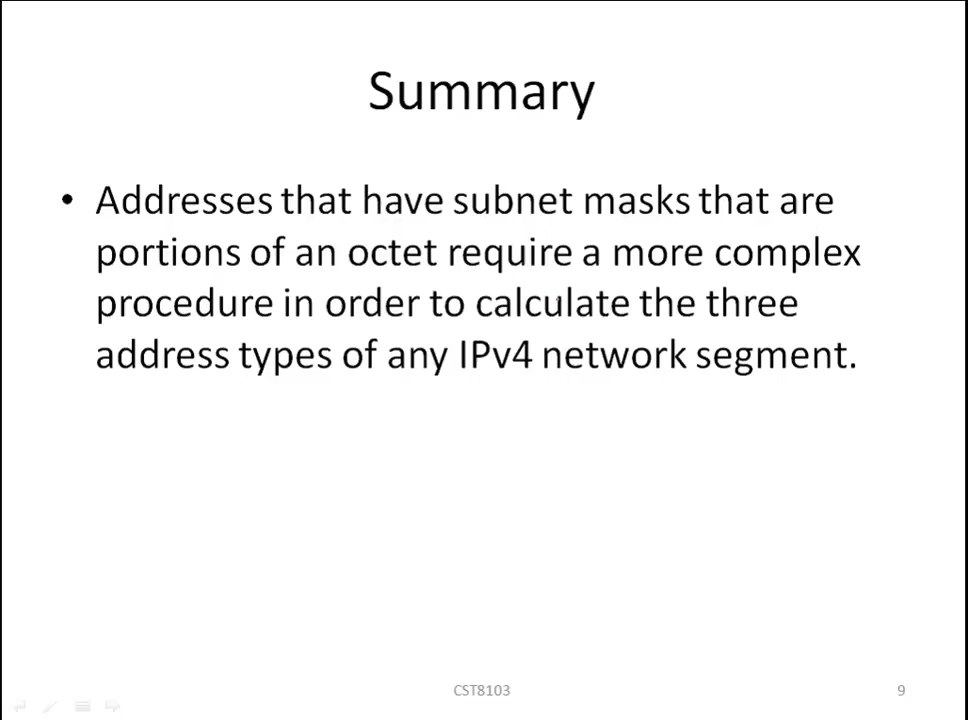 Summary
• Addresses that have subnet masks that are
portions of an octet require a more complex
procedure in order to calculate the three
address types of any IPv4 network segment.
CST8103
9